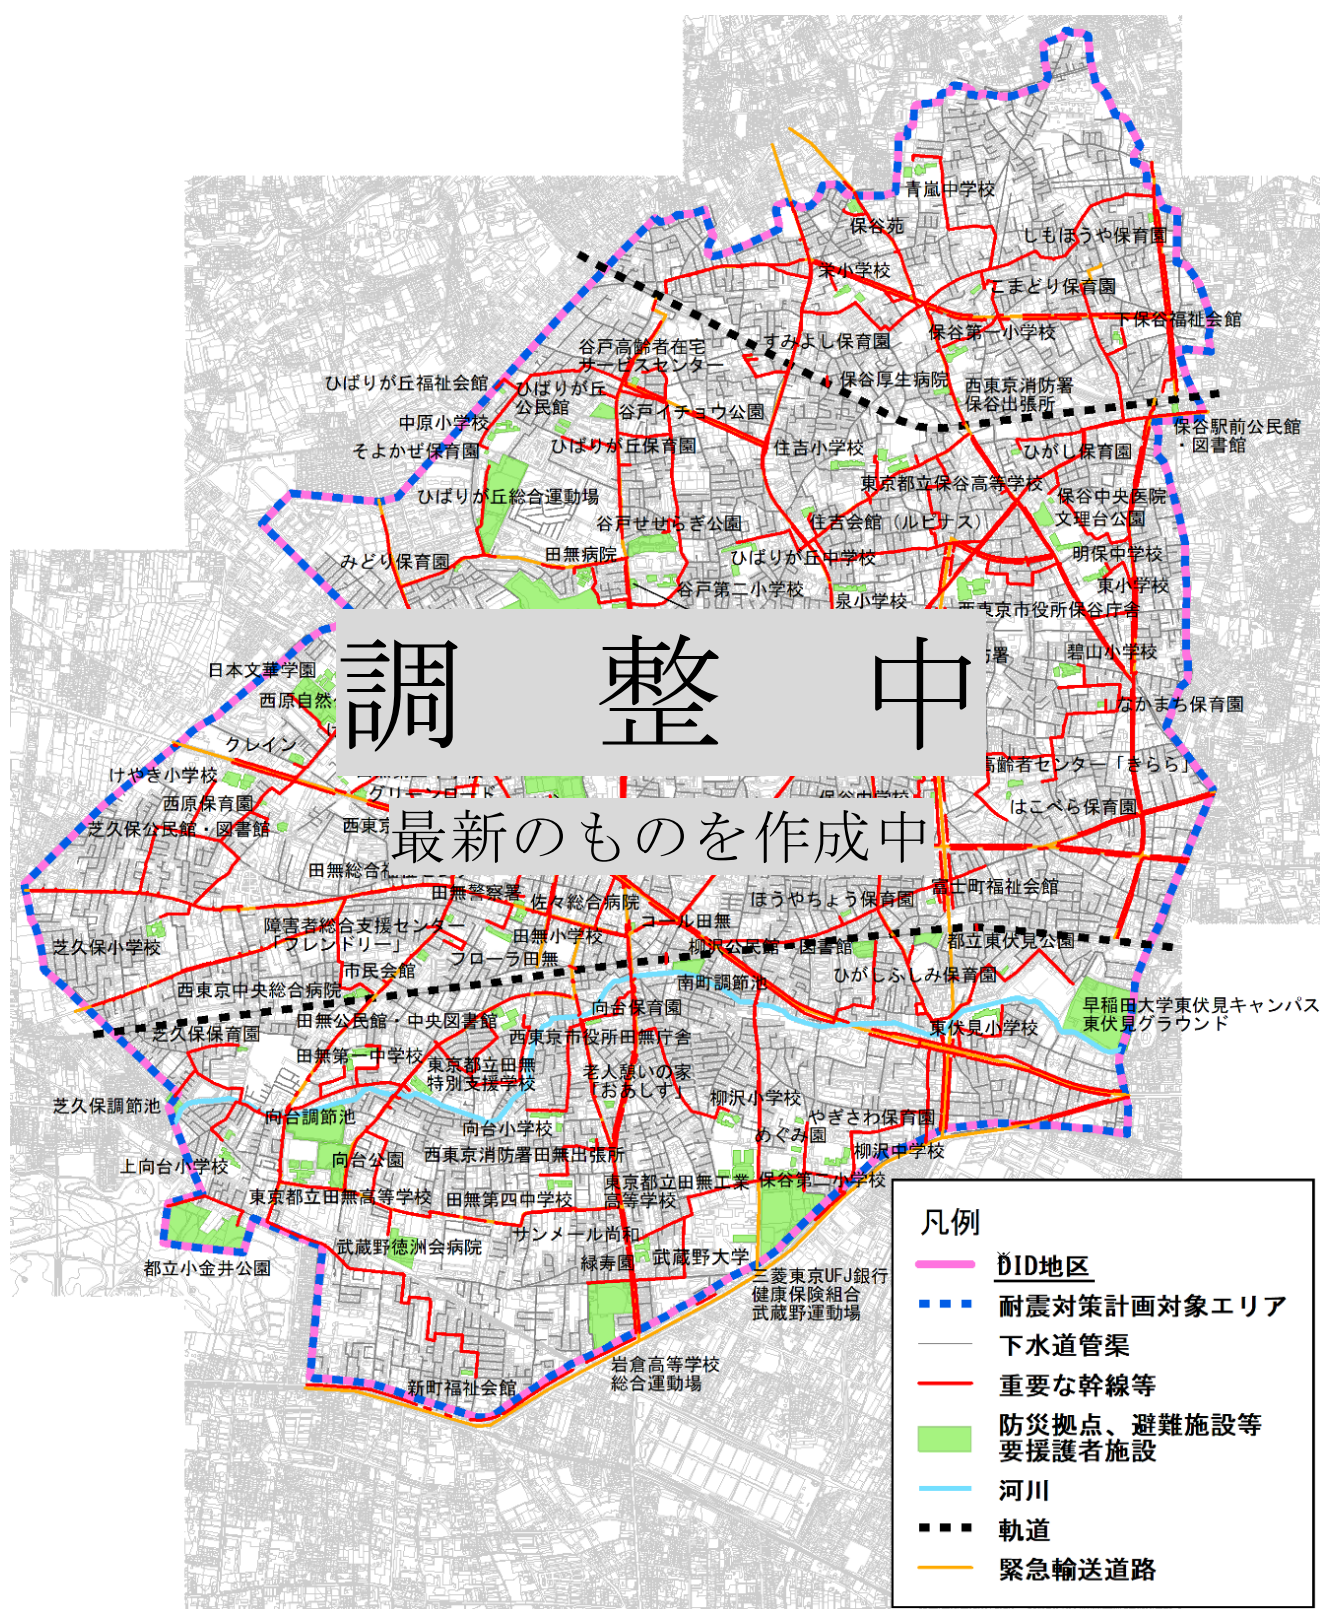 青嵐中学校
保谷苑
しもほうや保育園
栄小学校
こまどり保育園
下保谷福祉会館
保谷第一小学校
すみよし保育園
谷戸高齢者在宅
サービスセンター
ひばりが丘福祉会館
ひばりが丘
公民館
保谷厚生病院
西東京消防署
保谷出張所
谷戸イチョウ公園
中原小学校
保谷駅前公民館
・図書館
そよかぜ保育園
ひばりが丘保育園
住吉小学校
ひがし保育園
東京都立保谷高等学校
ひばりが丘総合運動場
保谷中央医院
文理台公園
谷戸せせらぎ公園
住吉会館（ルピナス）
みどり保育園
田無病院
ひばりが丘中学校
明保中学校
谷戸第二小学校
東小学校
泉小学校
西東京市役所保谷庁舎
調　整　中
碧山小学校
日本文華学園
西原自然
なかまち保育園
クレイン
けやき小学校
高齢者センター「きらら」
グリーンロード
西原保育園
保谷中学校
はこべら保育園
芝久保公民館・図書館
西東京
最新のものを作成中
田無総合福祉センター
田無警察署
佐々総合病院
ほうやちょう保育園
富士町福祉会館
障害者総合支援センター
「フレンドリー」
コール田無
芝久保小学校
田無小学校
柳沢公民館・図書館
都立東伏見公園
フローラ田無
市民会館
ひがしふしみ保育園
西東京中央総合病院
南町調節池
向台保育園
早稲田大学東伏見キャンパス
東伏見グラウンド
田無公民館・中央図書館
芝久保保育園
東伏見小学校
西東京市役所田無庁舎
田無第一中学校
東京都立田無
特別支援学校
老人憩いの家
「おあしす」
芝久保調節池
柳沢小学校
向台調節池
やぎさわ保育園
向台小学校
めぐみ園
西東京消防署田無出張所
柳沢中学校
上向台小学校
向台公園
東京都立田無工業
高等学校
保谷第二小学校
東京都立田無高等学校
田無第四中学校
サンメール尚和
武蔵野徳洲会病院
緑寿園
武蔵野大学
都立小金井公園
三菱東京UFJ銀行
健康保険組合
武蔵野運動場
岩倉高等学校
総合運動場
新町福祉会館
凡例
※
DID地区
耐震対策計画対象エリア
下水道管渠
重要な幹線等
防災拠点、避難施設等
要援護者施設
河川
軌道
緊急輸送道路